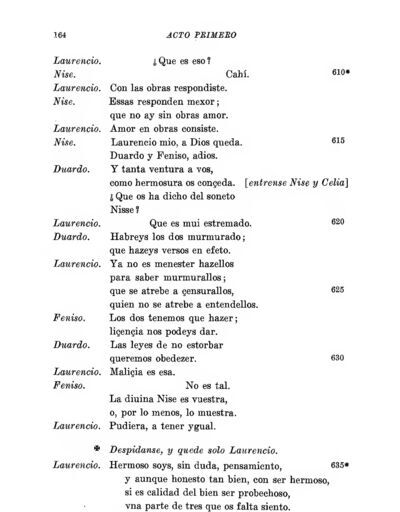 164 ACTO PRIMERO
Laurencio. ¿Que es eso?
Nise. Cahí. 610*
Laurencio. Con las obras respondiste.
Nise. Essas responden mexor;
que no ay sin obras amor.
Laurencio. Amor en obras consiste.
Nise. Laurencio mio, a Dios queda. 615
Duardo y Feniso, adios.
Duardo. Y tanta ventura a vos,
como hermosura os conçeda. [entrense Nise y Celia]
¿Que os ha dicho del soneto
Nisse?
Laurencio. Que es mui estremado. 620
Duardo. Habreys los dos murmurado;
que hazeys versos en efeto.
Laurencio. Ya no es menester hazellos
para saber murmurallos;
que se atrebe a çensurallos, 625
quien no se atrebe a entendellos.
Feniso. Los dos tenemos que hazer;
liçençia nos podeys dar.
Duardo. Las leyes de no estorbar
queremos obedezer. 630
Laurencio. Maliçia es esa.
Feniso. No es tal.
La diuina Nise es vuestra,
o, por lo menos, lo muestra.
Laurencio. Pudiera, a tener ygual.
✠ Despidanse, y quede solo Laurencio.
Laurencio. Hermoso soys, sin duda, pensamiento, 635*
y aunque honesto tan bien, con ser hermoso,
si es calidad del bien ser probechoso,
vna parte de tres que os falta siento.